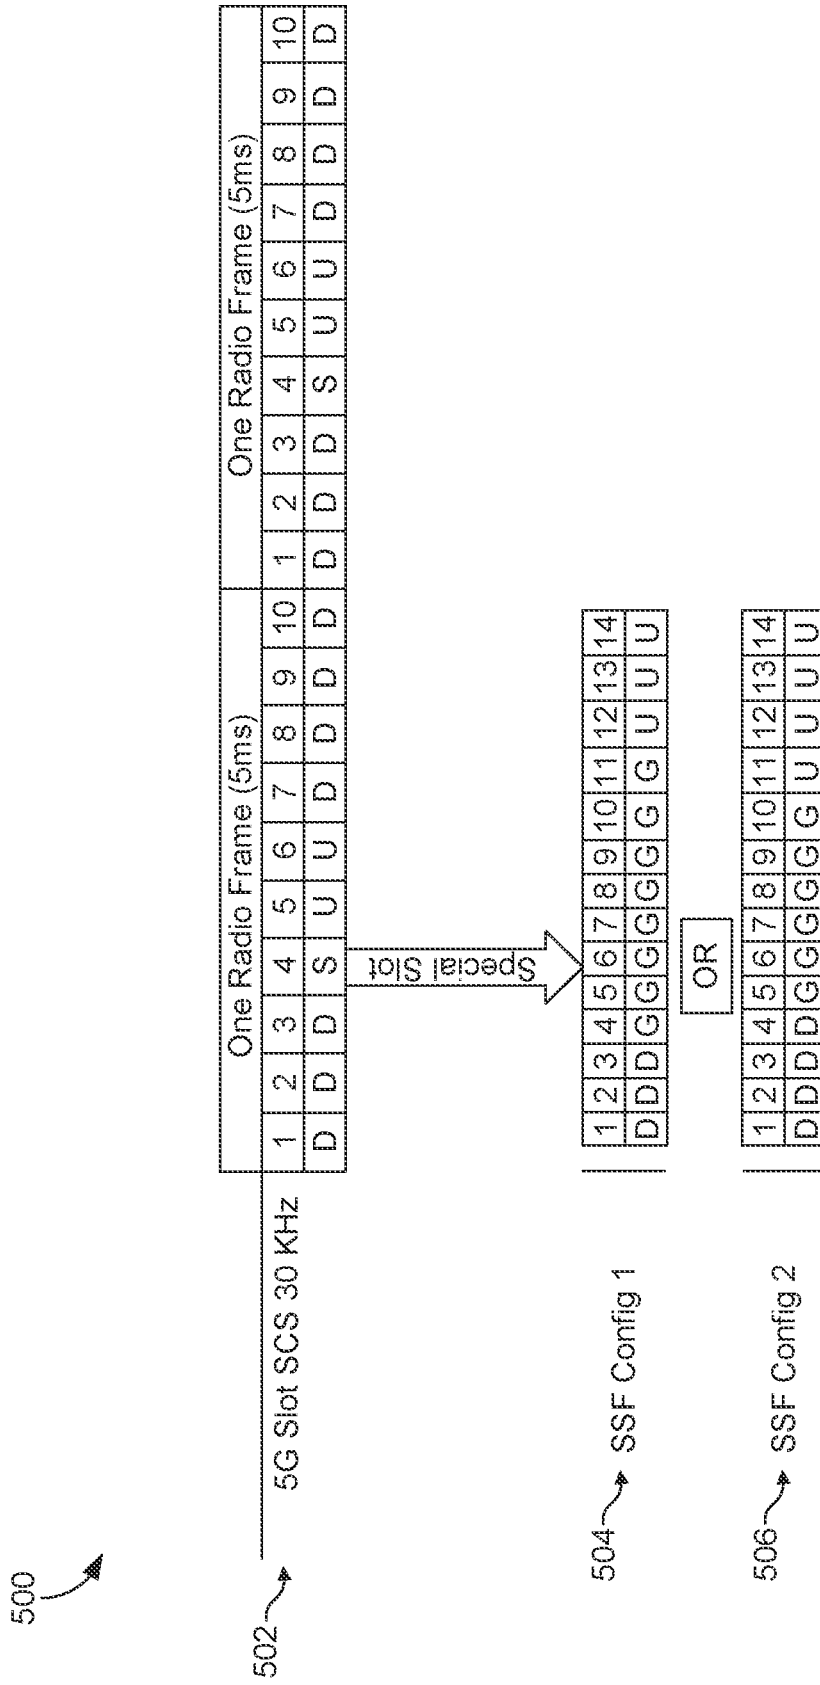 500
One Radio Frame (5ms) One Radio Frame (5ms)
502 5G Slot SCS 30 KHz 1 2 3 4 5 6 7 8 9 10 1 2 3 4 5 6 7 8 9 10
D D D S U U D D D D D D D S U U D D D D
Special Slot
504 SSF Config 1 1 2 3 4 5 6 7 8 9 10 11 12 13 14
D D D G G G G G G G G U U U
OR
506 SSF Config 2 1 2 3 4 5 6 7 8 9 10 11 12 13 14
D D D D G G G G G G U U U U